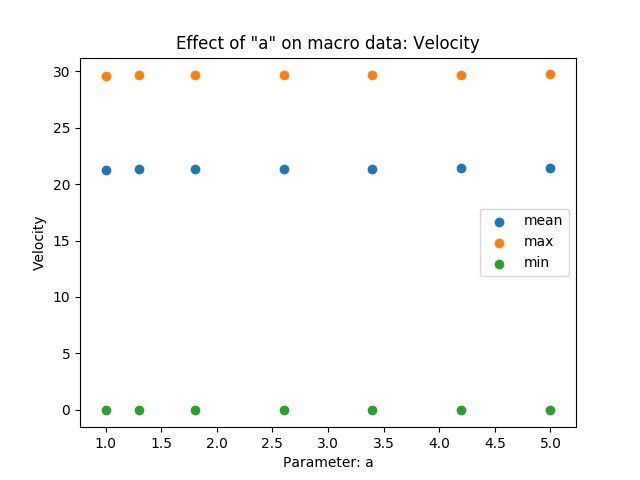 Effect of "a" on macro data: Velocity
30
25
20
15
10
5
0
Velocity
mean
max
min
1.0 1.5 2.0 2.5 3.0 3.5 4.0 4.5 5.0
Parameter: a